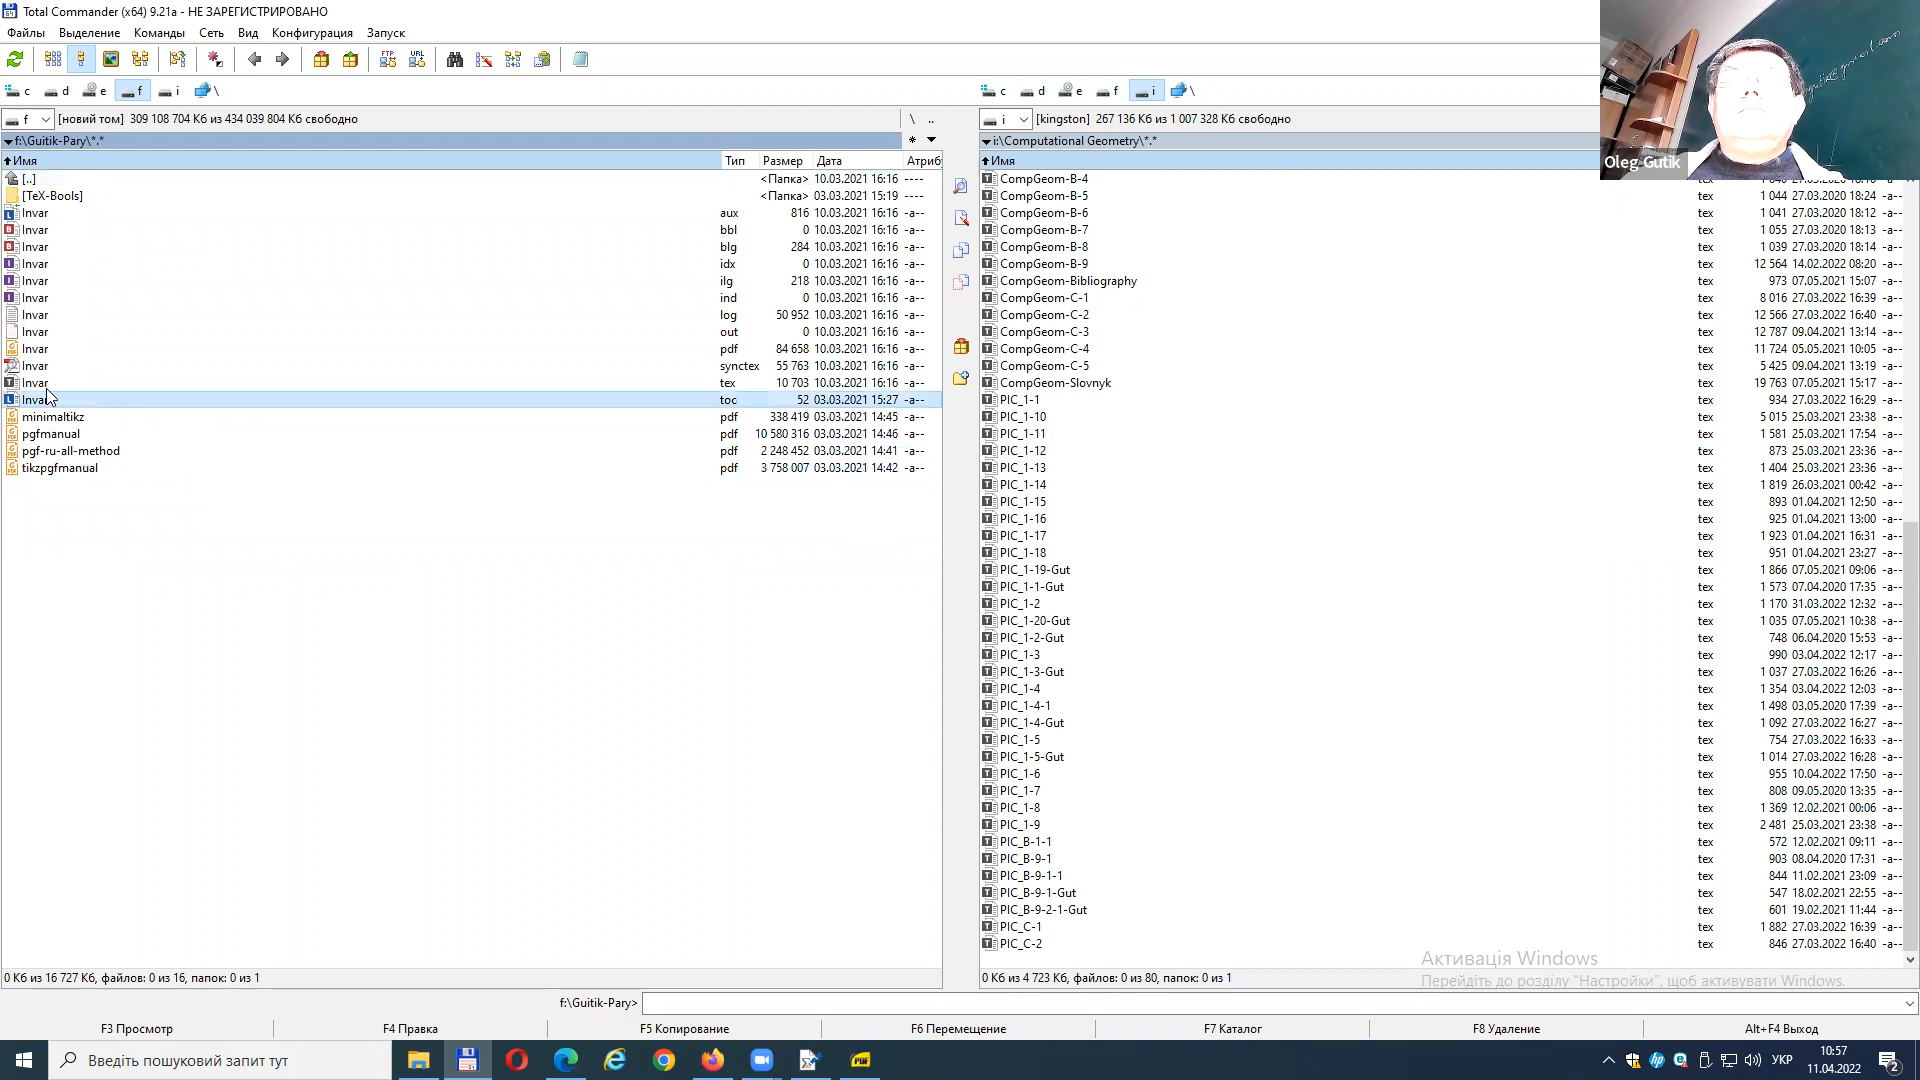 Total Commander (x64) 9.21a - НЕ ЗАРЕГИСТРИРОВАНО
Файлы Выделение Команды Сеть Вид Конфигурация Запуск
FTP URL
c d e f i \
c d e f i \
f [новий том] 309 108 704 Кб из 434 039 804 Кб свободно \ ..
i [kingston] 267 136 Кб из 1 007 328 Кб свободно
f:\Guitik-Pary\*.* *
i:\Computational Geometry\*.*
Oleg Gutik
Имя Тип Размер Дата Атриб
[..] <Папка> 10.03.2021 16:16 ----
[TeX-Bools] <Папка> 03.03.2021 15:19 ----
Invar aux 816 10.03.2021 16:16 -a--
Invar bbl 0 10.03.2021 16:16 -a--
Invar blg 284 10.03.2021 16:16 -a--
Invar idx 0 10.03.2021 16:16 -a--
Invar ilg 218 10.03.2021 16:16 -a--
Invar ind 0 10.03.2021 16:16 -a--
Invar log 50 952 10.03.2021 16:16 -a--
Invar out 0 10.03.2021 16:16 -a--
Invar pdf 84 658 10.03.2021 16:16 -a--
Invar synctex 55 763 10.03.2021 16:16 -a--
Invar tex 10 703 10.03.2021 16:16 -a--
Invar toc 52 03.03.2021 15:27 -a--
minimaltikz pdf 338 419 03.03.2021 14:45 -a--
pgfmanual pdf 10 580 316 03.03.2021 14:46 -a--
pgf-ru-all-method pdf 2 248 452 03.03.2021 14:41 -a--
tikzpgfmanual pdf 3 758 007 03.03.2021 14:42 -a--
0 Кб из 16 727 Кб, файлов: 0 из 16, папок: 0 из 1
Имя
CompGeom-B-4 tex
CompGeom-B-5 tex 1 044 27.03.2020 18:24 -a--
CompGeom-B-6 tex 1 041 27.03.2020 18:12 -a--
CompGeom-B-7 tex 1 055 27.03.2020 18:13 -a--
CompGeom-B-8 tex 1 039 27.03.2020 18:14 -a--
CompGeom-B-9 tex 12 564 14.02.2022 08:20 -a--
CompGeom-Bibliography tex 973 07.05.2021 15:07 -a--
CompGeom-C-1 tex 8 016 27.03.2022 16:39 -a--
CompGeom-C-2 tex 12 566 27.03.2022 16:40 -a--
CompGeom-C-3 tex 12 787 09.04.2021 13:14 -a--
CompGeom-C-4 tex 11 724 05.05.2021 10:05 -a--
CompGeom-C-5 tex 5 425 09.04.2021 13:19 -a--
CompGeom-Slovnyk tex 19 763 07.05.2021 15:17 -a--
PIC_1-1 tex 934 27.03.2022 16:29 -a--
PIC_1-10 tex 5 015 25.03.2021 23:38 -a--
PIC_1-11 tex 1 581 25.03.2021 17:54 -a--
PIC_1-12 tex 873 25.03.2021 23:36 -a--
PIC_1-13 tex 1 404 25.03.2021 23:36 -a--
PIC_1-14 tex 1 819 26.03.2021 00:42 -a--
PIC_1-15 tex 893 01.04.2021 12:50 -a--
PIC_1-16 tex 925 01.04.2021 13:00 -a--
PIC_1-17 tex 1 923 01.04.2021 16:31 -a--
PIC_1-18 tex 951 01.04.2021 23:27 -a--
PIC_1-19-Gut tex 1 866 07.05.2021 09:06 -a--
PIC_1-1-Gut tex 1 573 07.04.2020 17:35 -a--
PIC_1-2 tex 1 170 31.03.2022 12:32 -a--
PIC_1-20-Gut tex 1 035 07.05.2021 10:38 -a--
PIC_1-2-Gut tex 748 06.04.2020 15:53 -a--
PIC_1-3 tex 990 03.04.2022 12:17 -a--
PIC_1-3-Gut tex 1 037 27.03.2022 16:26 -a--
PIC_1-4 tex 1 354 03.04.2022 12:03 -a--
PIC_1-4-1 tex 1 498 03.05.2020 17:39 -a--
PIC_1-4-Gut tex 1 092 27.03.2022 16:27 -a--
PIC_1-5 tex 754 27.03.2022 16:33 -a--
PIC_1-5-Gut tex 1 014 27.03.2022 16:28 -a--
PIC_1-6 tex 955 10.04.2022 17:50 -a--
PIC_1-7 tex 808 09.05.2020 13:35 -a--
PIC_1-8 tex 1 369 12.02.2021 00:06 -a--
PIC_1-9 tex 2 481 25.03.2021 23:38 -a--
PIC_B-1-1 tex 572 12.02.2021 09:11 -a--
PIC_B-9-1 tex 903 08.04.2020 17:31 -a--
PIC_B-9-1-1 tex 844 11.02.2021 23:09 -a--
PIC_B-9-1-Gut tex 547 18.02.2021 22:55 -a--
PIC_B-9-2-1-Gut tex 601 19.02.2021 11:44 -a--
PIC_C-1 tex 1 882 27.03.2022 16:39 -a--
PIC_C-2 tex 846 27.03.2022 16:40 -a--
0 Кб из 4 723 Кб, файлов: 0 из 80, папок: 0 из 1
Активація Windows
Перейдіть до розділу "Настройки", щоб активувати Windows.
f:\Guitik-Pary>
F3 Просмотр F4 Правка F5 Копирование F6 Перемещение F7 Каталог F8 Удаление Alt+F4 Выход
Введіть пошуковий запит тут
PDF
УКР 10:57
11.04.2022 2